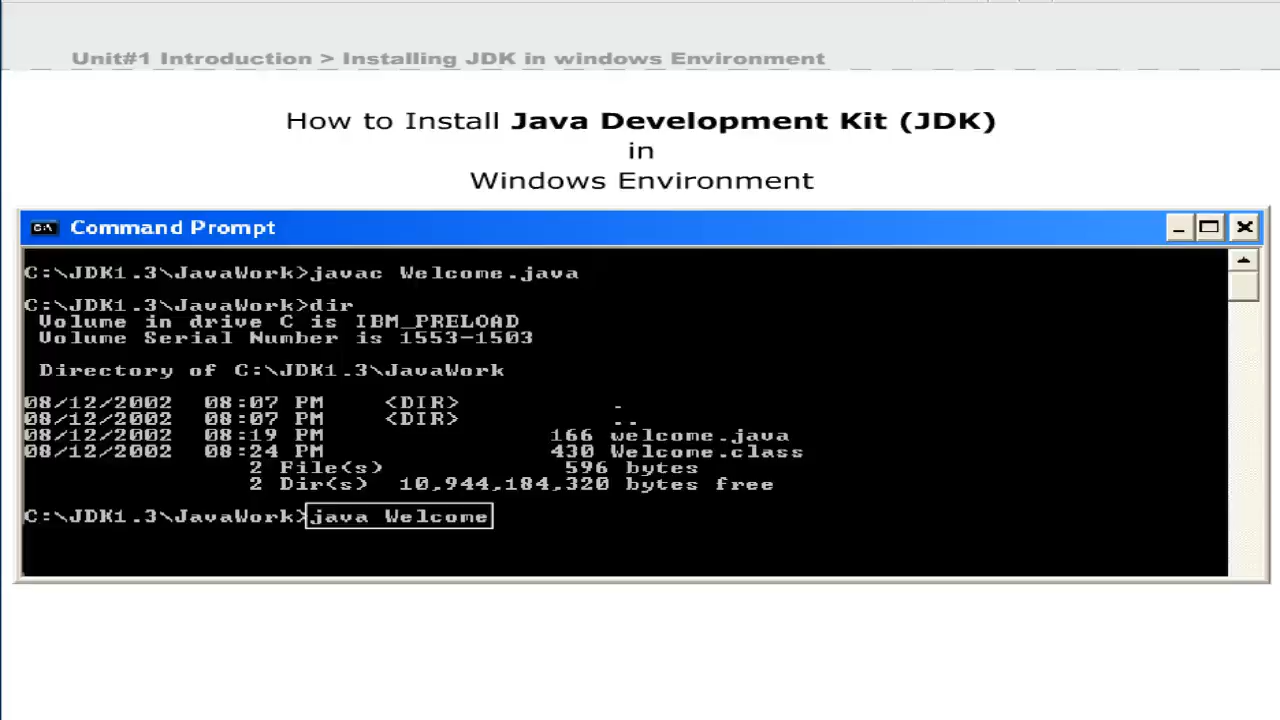 Unit#1 Introduction > Installing JDK in windows Environment
How to Install Java Development Kit (JDK)
in
Windows Environment
C:\ Command Prompt
C:\JDK1.3\JavaWork>javac Welcome.java
C:\JDK1.3\JavaWork>dir
Volume in drive C is IBM_PRELOAD
Volume Serial Number is 1553-1503
Directory of C:\JDK1.3\JavaWork
08/12/2002 08:07 PM <DIR> .
08/12/2002 08:07 PM <DIR> ..
08/12/2002 08:19 PM 166 welcome.java
08/12/2002 08:24 PM 430 Welcome.class
2 File(s) 596 bytes
2 Dir(s) 10,944,184,320 bytes free
C:\JDK1.3\JavaWork>java Welcome